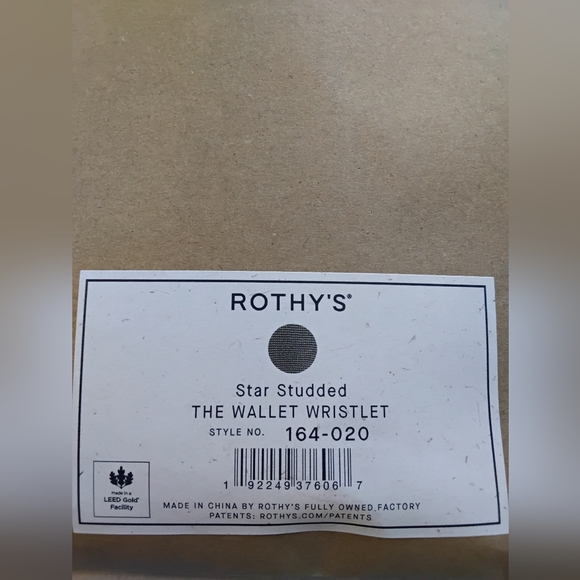 ROTHY'S®
Star Studded
THE WALLET WRISTLET
STYLE NO. 164-020
1 92249 37606 7
made in a
LEED Gold®
Facility
MADE IN CHINA BY ROTHY'S FULLY OWNED FACTORY
PATENTS: ROTHYS.COM/PATENTS